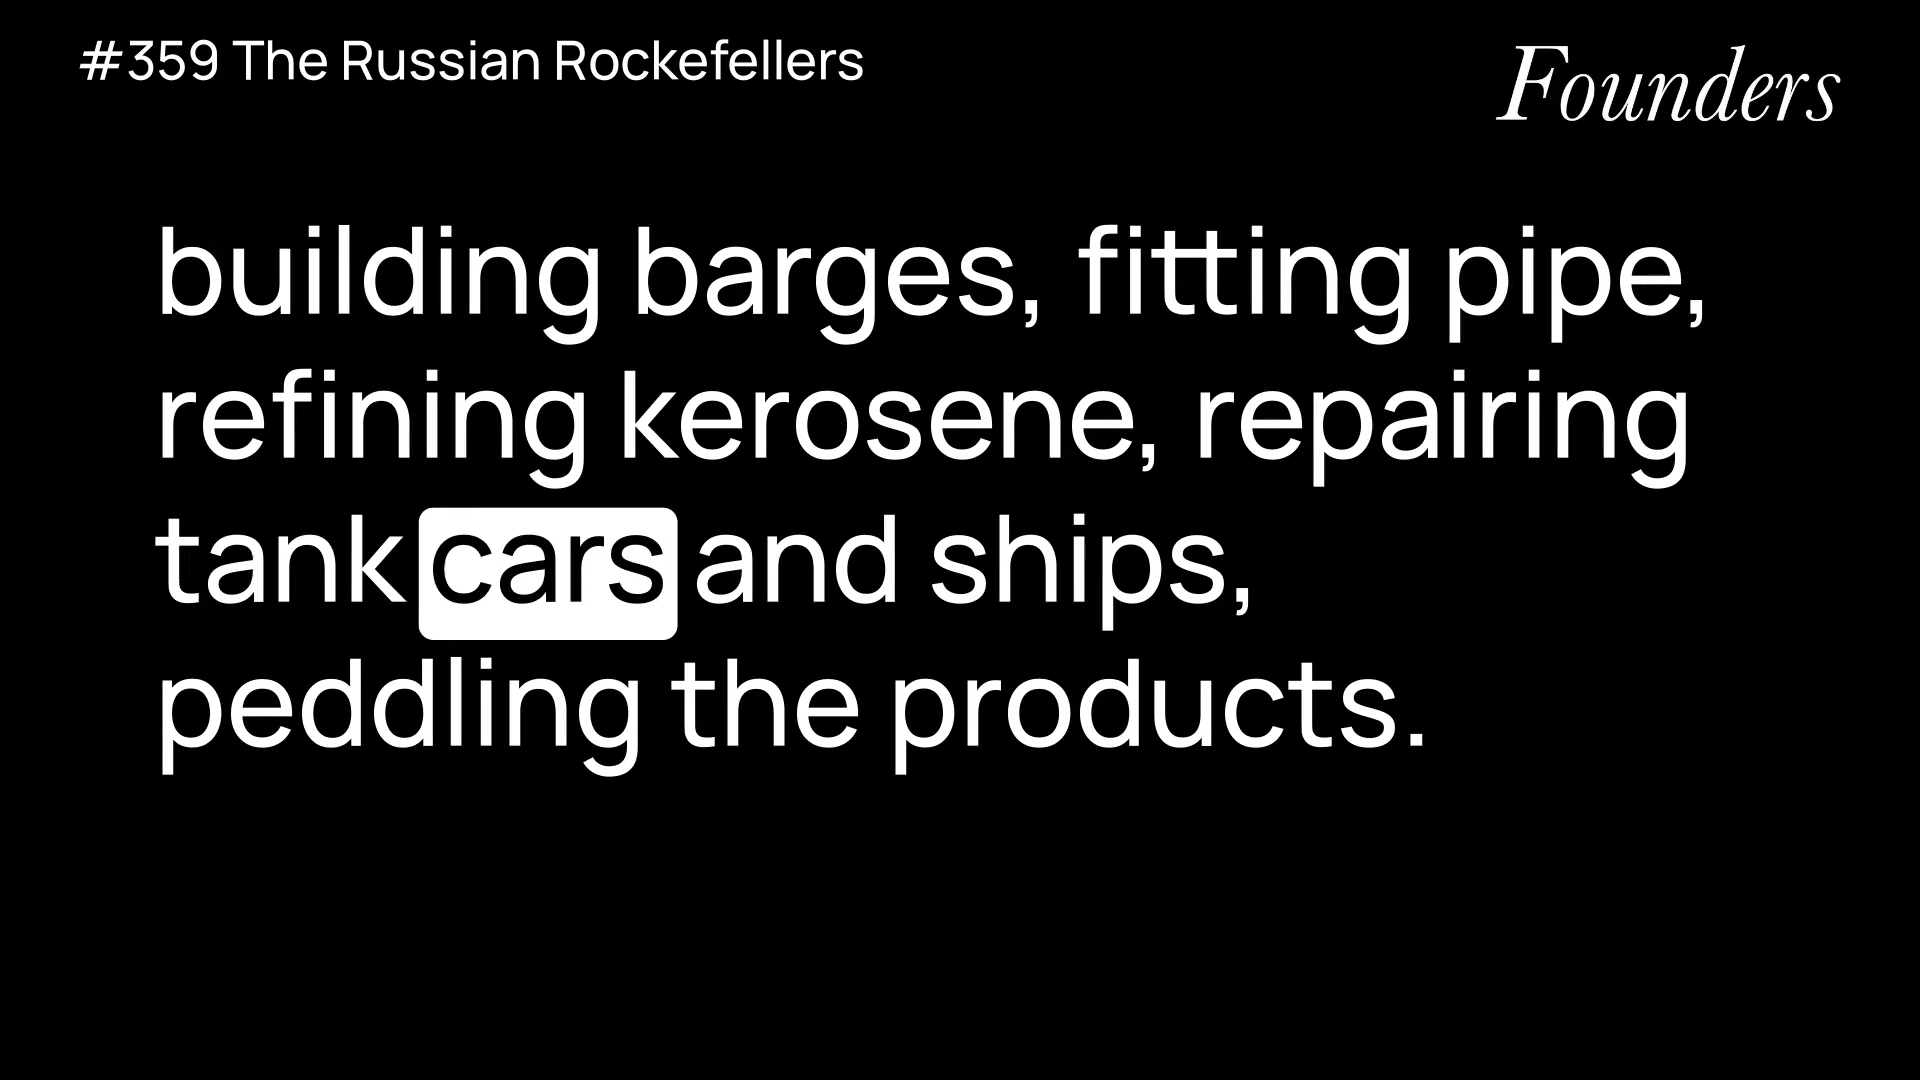 #359 The Russian Rockefellers
Founders
building barges, fitting pipe,
refining kerosene, repairing
tank cars and ships,
peddling the products.